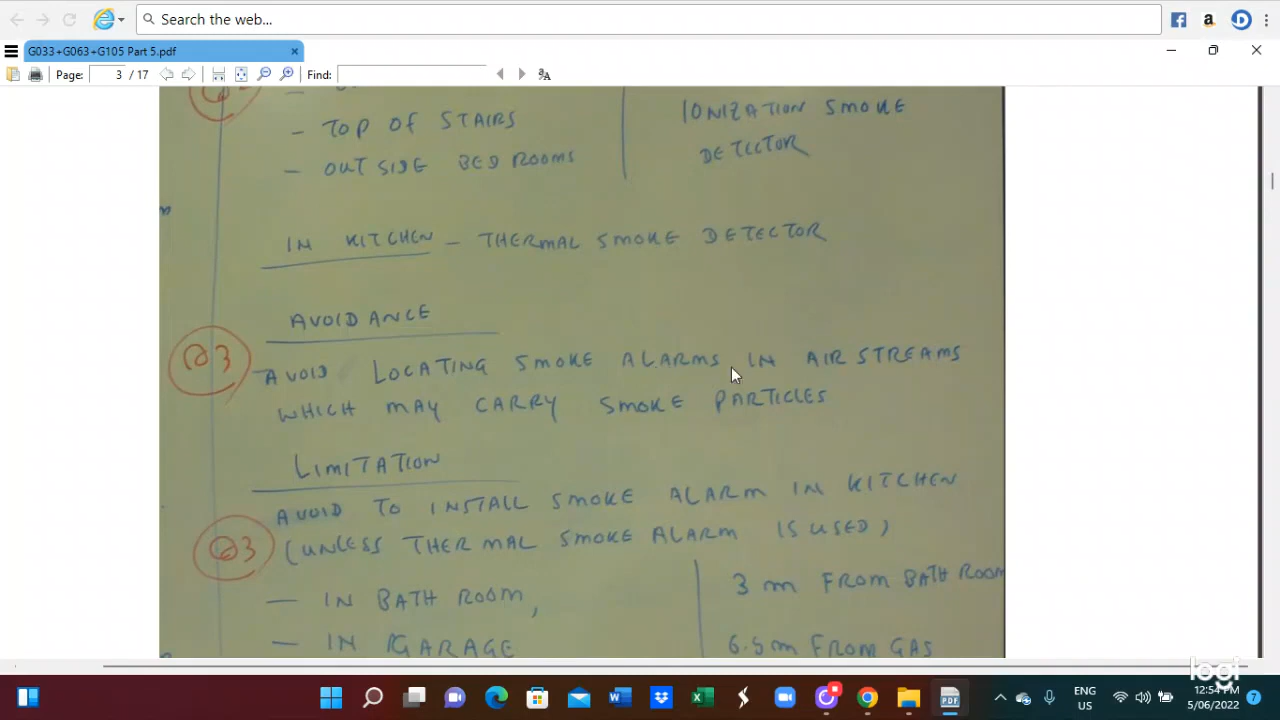 Search the web...
G033+G063+G105 Part 5.pdf
Page: 3 / 17 Find:
- TOP OF STAIRS
- OUTSIDE BEDROOMS
IONIZATION SMOKE
DETECTOR
IN KITCHEN - THERMAL SMOKE DETECTOR
AVOIDANCE
Q3
AVOID LOCATING SMOKE ALARMS IN AIR STREAMS
WHICH MAY CARRY SMOKE PARTICLES
LIMITATION
AVOID TO INSTALL SMOKE ALARM IN KITCHEN
Q3
(UNLESS THERMAL SMOKE ALARM IS USED)
- IN BATH ROOM,
- IN GARAGE
3 m FROM BATH ROOM
6.5m FROM GAS
logi
ENG
US
12:54 PM
5/06/2022
7